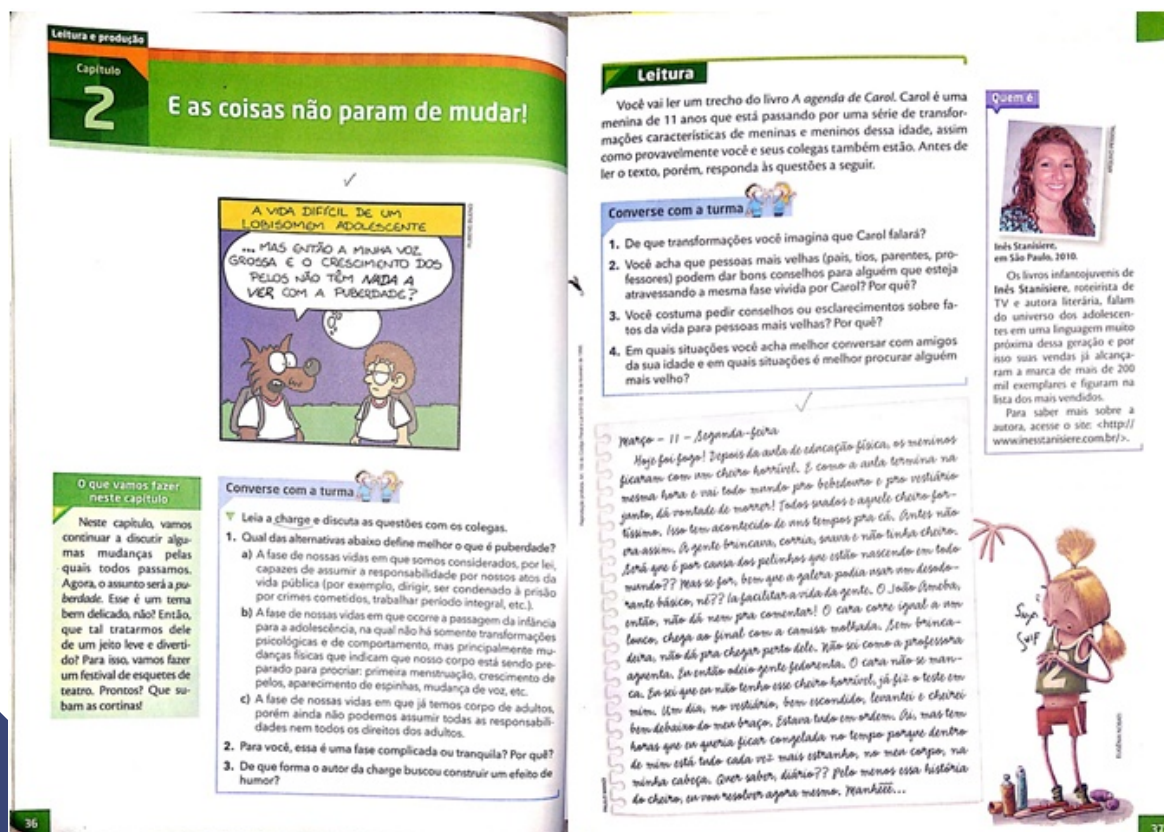 Leitura e produção
Capítulo
2
E as coisas não param de mudar!
A VIDA DIFÍCIL DE UM
LOBISOMEM ADOLESCENTE
... MAS ENTÃO A MINHA VOZ
GROSSA E O CRESCIMENTO DOS
PELOS NÃO TÊM NADA A
VER COM A PUBERDADE?
O que vamos fazer
neste capítulo
Neste capítulo, vamos
continuar a discutir algu-
mas mudanças pelas
quais todos passamos.
Agora, o assunto será a pu-
berdade. Esse é um tema
bem delicado, não? Então,
que tal tratarmos dele
de um jeito leve e diverti-
do? Para isso, vamos fazer
um festival de esquetes de
teatro. Prontos? Que su-
bam as cortinas!
Converse com a turma
Leia a charge e discuta as questões com os colegas.
1. Qual das alternativas abaixo define melhor o que é puberdade?
a) A fase de nossas vidas em que somos considerados, por lei,
capazes de assumir a responsabilidade por nossos atos da
vida pública (por exemplo, dirigir, ser condenado à prisão
por crimes cometidos, trabalhar período integral, etc.).
b) A fase de nossas vidas em que ocorre a passagem da infância
para a adolescência, na qual não há somente transformações
psicológicas e de comportamento, mas principalmente mu-
danças físicas que indicam que nosso corpo está sendo pre-
parado para procriar: primeira menstruação, crescimento de
pelos, aparecimento de espinhas, mudança de voz, etc.
c) A fase de nossas vidas em que já temos corpo de adultos,
porém ainda não podemos assumir todas as responsabili-
dades nem todos os direitos dos adultos.
2. Para você, essa é uma fase complicada ou tranquila? Por quê?
3. De que forma o autor da charge buscou construir um efeito de
humor?
36
Leitura
Você vai ler um trecho do livro A agenda de Carol. Carol é uma
menina de 11 anos que está passando por uma série de transfor-
mações características de meninas e meninos dessa idade, assim
como provavelmente você e seus colegas também estão. Antes de
ler o texto, porém, responda às questões a seguir.
Converse com a turma
1. De que transformações você imagina que Carol falará?
2. Você acha que pessoas mais velhas (pais, tios, parentes, pro-
fessores) podem dar bons conselhos para alguém que esteja
atravessando a mesma fase vivida por Carol? Por quê?
3. Você costuma pedir conselhos ou esclarecimentos sobre fa-
tos da vida para pessoas mais velhas? Por quê?
4. Em quais situações você acha melhor conversar com amigos
da sua idade e em quais situações é melhor procurar alguém
mais velho?
Quem é
Inês Stanisiere,
em São Paulo, 2010.
Os livros infantojuvenis de
Inês Stanisiere, roteirista de
TV e autora literária, falam
do universo dos adolescen-
tes em uma linguagem muito
próxima dessa geração e por
isso suas vendas já alcança-
ram a marca de mais de 200
mil exemplares e figuram na
lista dos mais vendidos.
Para saber mais sobre a
autora, acesse o site: <http://
www.inesstanisiere.com.br/>.
Março - 11 - Segunda-feira
Hoje foi fogo! Depois da aula de educação física, os meninos
ficaram com um cheiro horrível. E como a aula termina na
mesma hora e vai todo mundo pro bebedouro e pro vestiário
junto, dá vontade de morrer! Todos suados e aquele cheiro for-
tíssimo. Isso tem acontecido de uns tempos pra cá. Antes não
era assim. A gente brincava, corria, suava e não tinha cheiro.
Será que é por causa dos pelinhos que estão nascendo em todo
mundo?? Mas se for, bem que a galera podia usar um desodo-
rante básico, né?? Ia facilitar a vida da gente. O João Ameba,
então, não dá nem pra comentar! O cara corre igual a um
louco, chega ao final com a camisa molhada. Sem brinca-
deira, não dá pra chegar perto dele. Não sei como a professora
aguenta. Eu então odeio gente fedorenta. O cara não se man-
ca. Eu sei que eu não tenho esse cheiro horrível, já fiz o teste em
mim. Um dia, no vestiário, bem escondido, levantei e cheirei
bem debaixo do meu braço. Estava tudo em ordem. Ai, mas tem
horas que eu queria ficar congelada no tempo porque dentro
de mim está tudo cada vez mais estranho, no meu corpo, na
minha cabeça. Quer saber, diário?? Pelo menos essa história
do cheiro, eu vou resolver agora mesmo. Manhêêê...
2
37